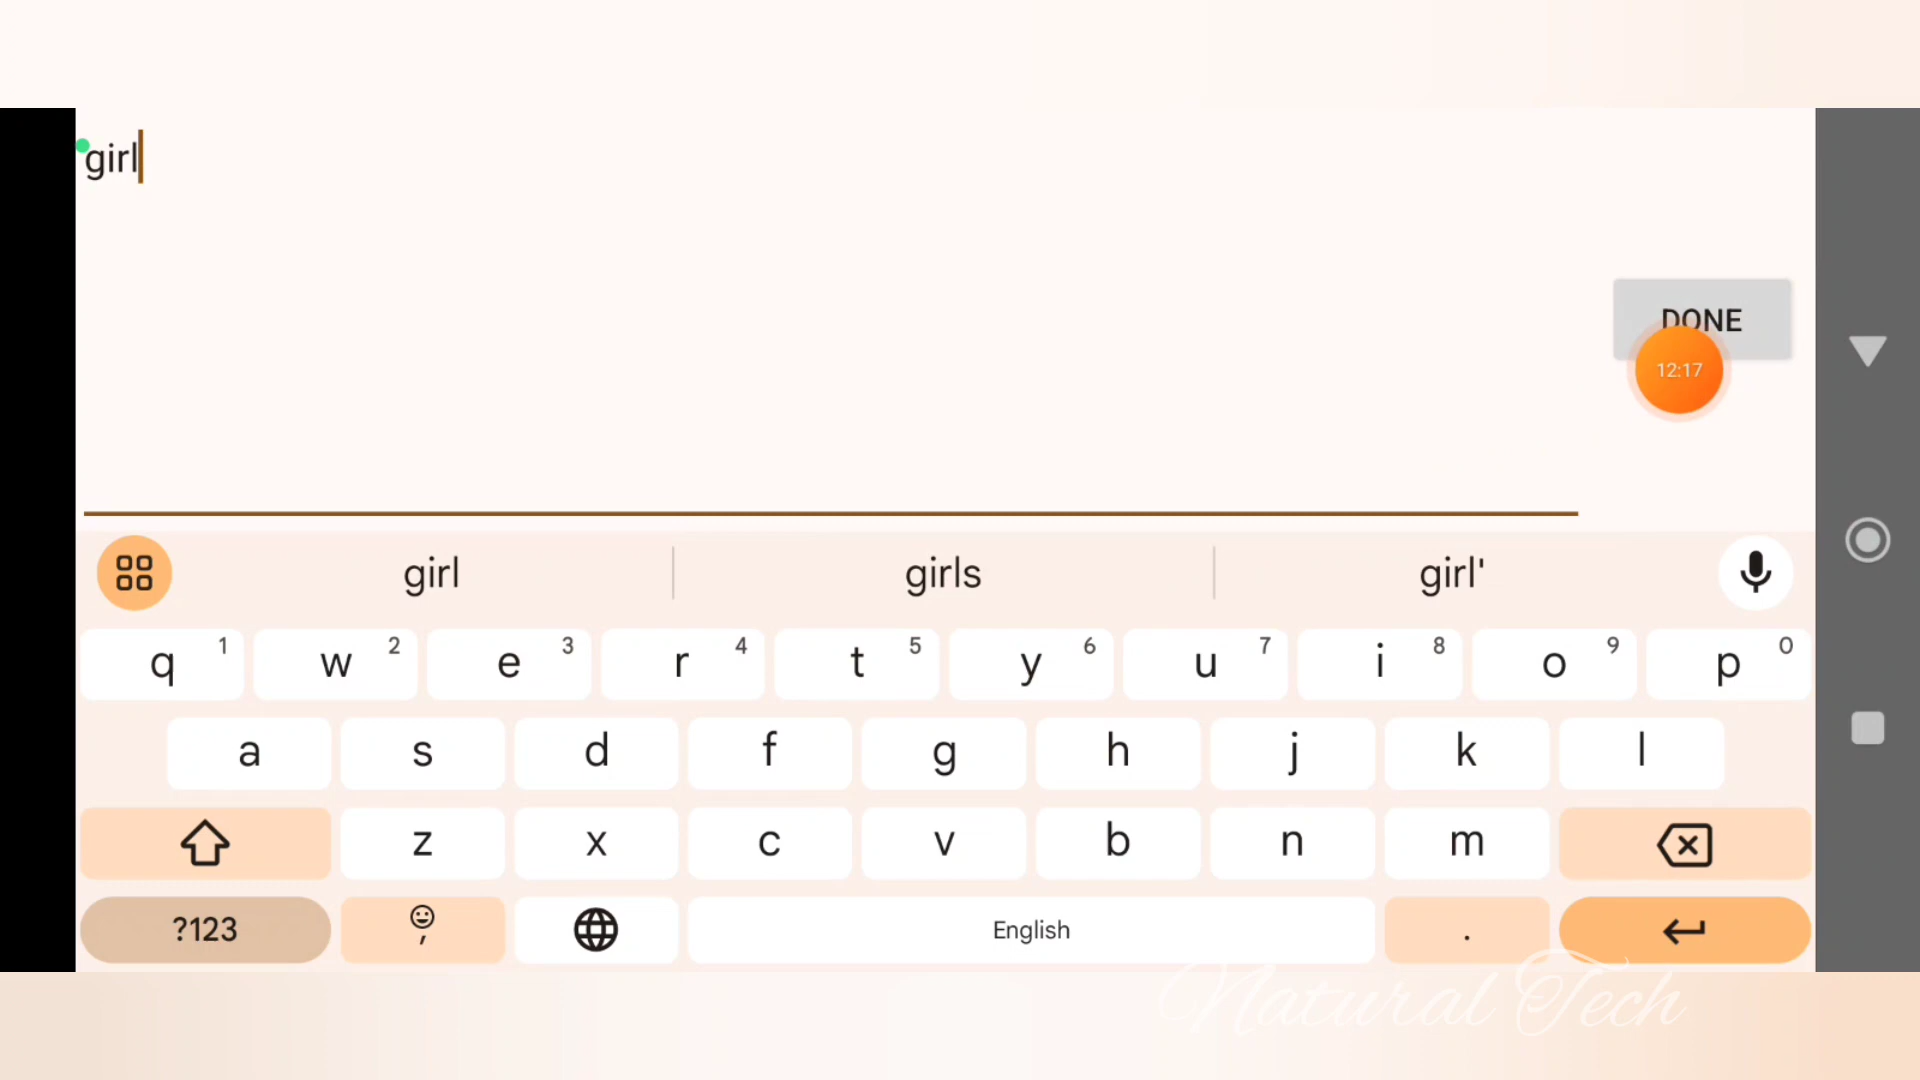 girl
DONE
12:17
girl girls girl'
q 1 w 2 e 3 r 4 t 5 y 6 u 7 i 8 o 9 p 0
a s d f g h j k l
z x c v b n m
?123 , English .
Natural Tech